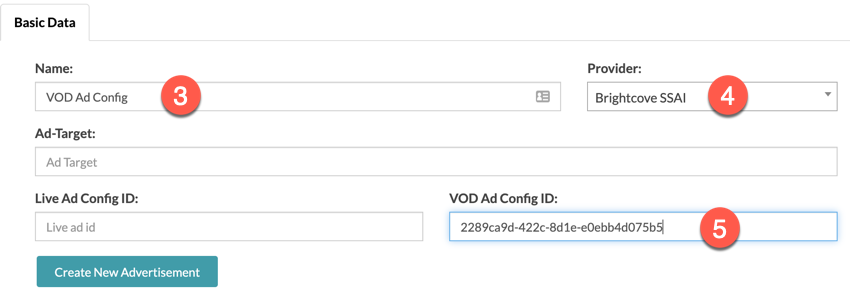 Basic Data
Name: Provider:
VOD Ad Config 3 Brightcove SSAI 4
Ad-Target:
Ad Target
Live Ad Config ID: VOD Ad Config ID:
Live ad id 2289ca9d-422c-8d1e-e0ebb4d075b5 5
Create New Advertisement